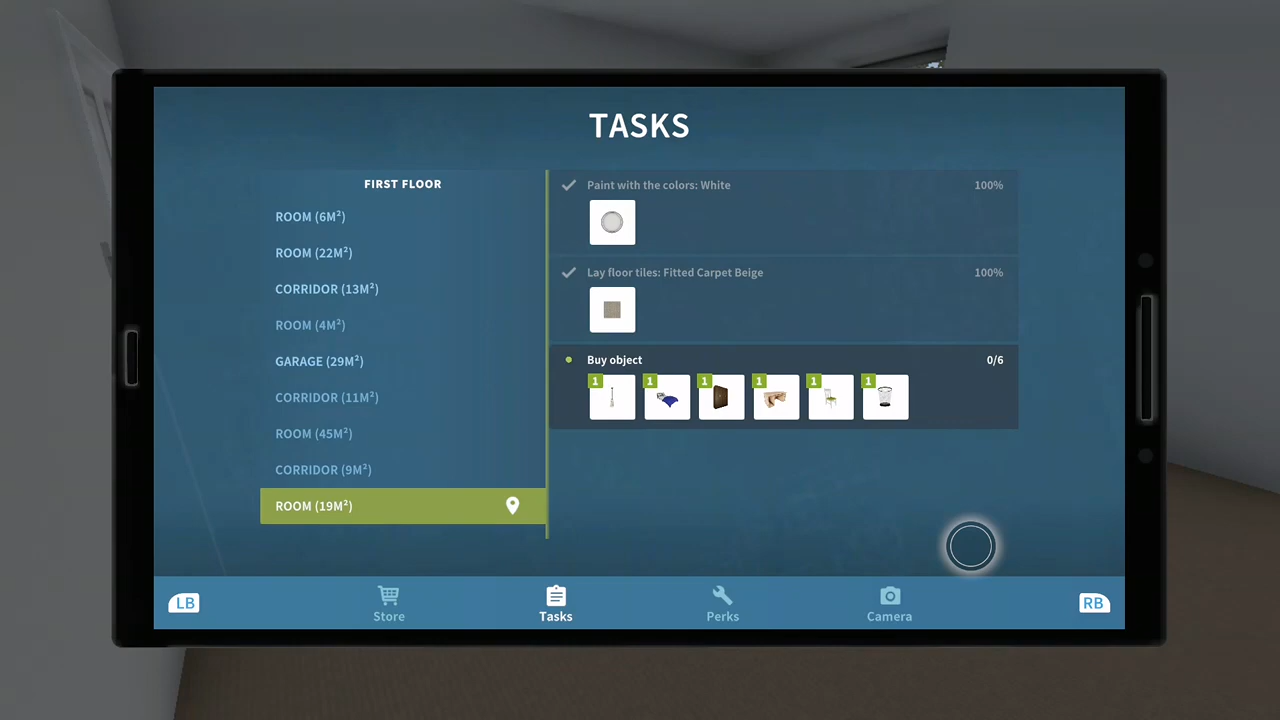 TASKS
FIRST FLOOR
ROOM (6M²)
ROOM (22M²)
CORRIDOR (13M²)
ROOM (4M²)
GARAGE (29M²)
CORRIDOR (11M²)
ROOM (45M²)
CORRIDOR (9M²)
ROOM (19M²)
Paint with the colors: White 100%
Lay floor tiles: Fitted Carpet Beige 100%
Buy object 0/6
1 1 1 1 1 1
LB Store Tasks Perks Camera RB